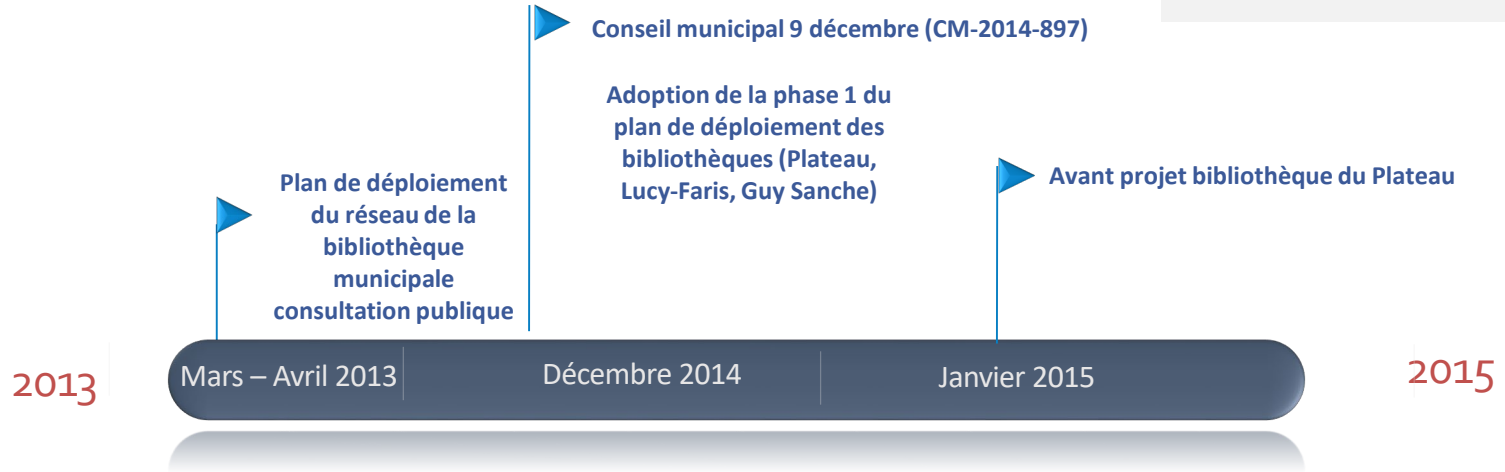 Conseil municipal 9 décembre (CM-2014-897)
Adoption de la phase 1 du
plan de déploiement des
bibliothèques (Plateau,
Lucy-Faris, Guy Sanche)
Plan de déploiement
du réseau de la
bibliothèque
municipale
consultation publique
Avant projet bibliothèque du Plateau
2013
Mars – Avril 2013
Décembre 2014
Janvier 2015
2015